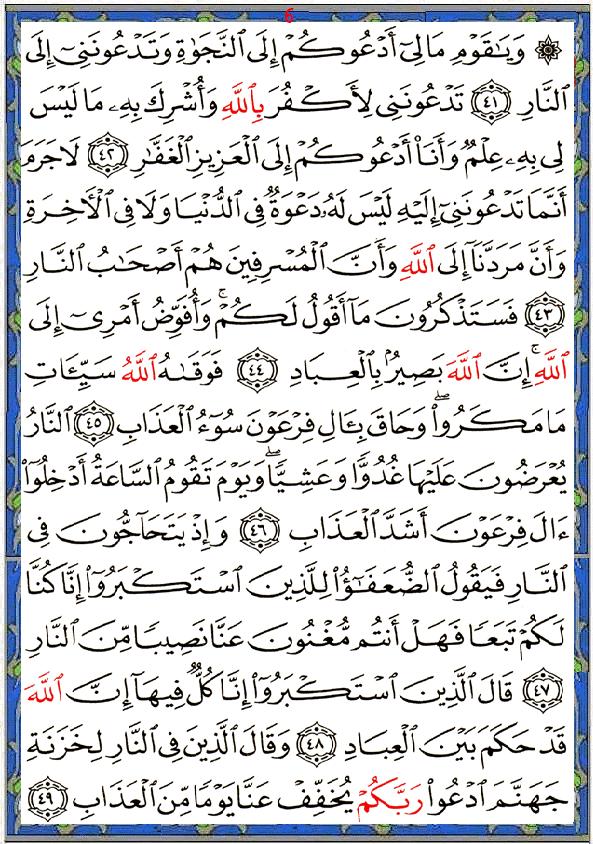 6
۞ وَيَٰقَوْمِ مَا لِىٓ أَدْعُوكُمْ إِلَى ٱلنَّجَوٰةِ وَتَدْعُونَنِىٓ إِلَى
ٱلنَّارِ ٤١ تَدْعُونَنِى لِأَكْفُرَ بِٱللَّهِ وَأُشْرِكَ بِهِۦ مَا لَيْسَ
لِى بِهِۦ عِلْمٌ وَأَنَا۠ أَدْعُوكُمْ إِلَى ٱلْعَزِيزِ ٱلْغَفَّٰرِ ٤٢ لَا جَرَمَ
أَنَّمَا تَدْعُونَنِىٓ إِلَيْهِ لَيْسَ لَهُۥ دَعْوَةٌ فِى ٱلدُّنْيَا وَلَا فِى ٱلْأَخِرَةِ
وَأَنَّ مَرَدَّنَآ إِلَى ٱللَّهِ وَأَنَّ ٱلْمُسْرِفِينَ هُمْ أَصْحَٰبُ ٱلنَّارِ
٤٣ فَسَتَذْكُرُونَ مَآ أَقُولُ لَكُمْ ۚ وَأُفَوِّضُ أَمْرِىٓ إِلَى
ٱللَّهِ ۚ إِنَّ ٱللَّهَ بَصِيرٌۢ بِٱلْعِبَادِ ٤٤ فَوَقَىٰهُ ٱللَّهُ سَيِّـَٔاتِ
مَا مَكَرُوا۟ ۖ وَحَاقَ بِـَٔالِ فِرْعَوْنَ سُوٓءُ ٱلْعَذَابِ ٤٥ ٱلنَّارُ
يُعْرَضُونَ عَلَيْهَا غُدُوًّا وَعَشِيًّا ۖ وَيَوْمَ تَقُومُ ٱلسَّاعَةُ أَدْخِلُوٓا۟
ءَالَ فِرْعَوْنَ أَشَدَّ ٱلْعَذَابِ ٤٦ وَإِذْ يَتَحَآجُّونَ فِى
ٱلنَّارِ فَيَقُولُ ٱلضُّعَفَٰٓؤُا۟ لِلَّذِينَ ٱسْتَكْبَرُوٓا۟ إِنَّا كُنَّا
لَكُمْ تَبَعًا فَهَلْ أَنتُم مُّغْنُونَ عَنَّا نَصِيبًا مِّنَ ٱلنَّارِ
٤٧ قَالَ ٱلَّذِينَ ٱسْتَكْبَرُوٓا۟ إِنَّا كُلٌّ فِيهَآ إِنَّ ٱللَّهَ
قَدْ حَكَمَ بَيْنَ ٱلْعِبَادِ ٤٨ وَقَالَ ٱلَّذِينَ فِى ٱلنَّارِ لِخَزَنَةِ
جَهَنَّمَ ٱدْعُوا۟ رَبَّكُمْ يُخَفِّفْ عَنَّا يَوْمًا مِّنَ ٱلْعَذَابِ ٤٩